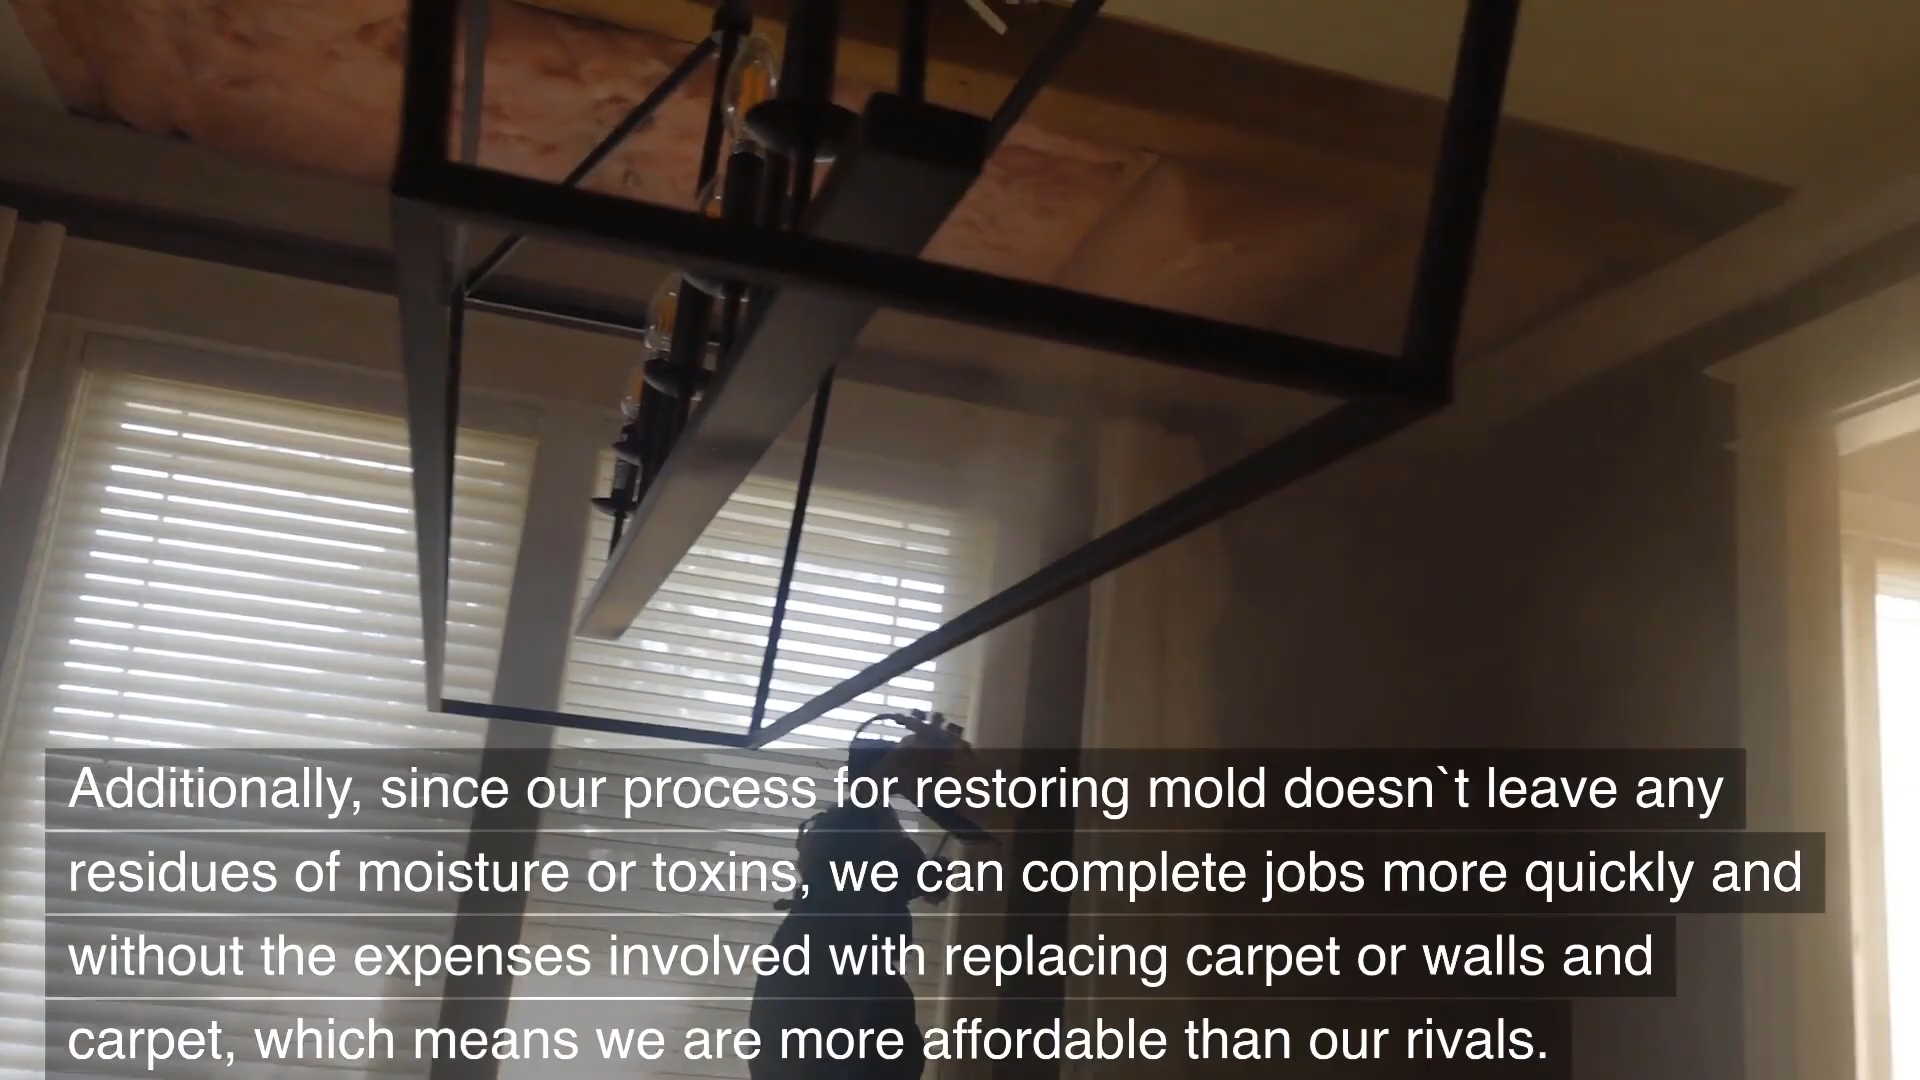 Additionally, since our process for restoring mold doesn`t leave any
residues of moisture or toxins, we can complete jobs more quickly and
without the expenses involved with replacing carpet or walls and
carpet, which means we are more affordable than our rivals.